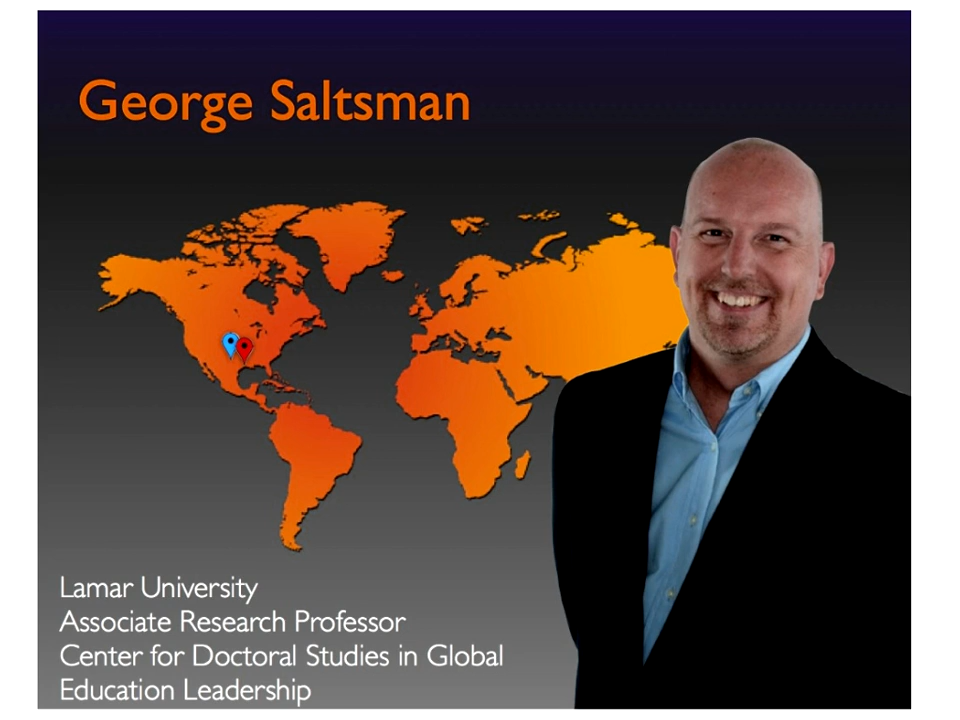 George Saltsman
Lamar University
Associate Research Professor
Center for Doctoral Studies in Global
Education Leadership